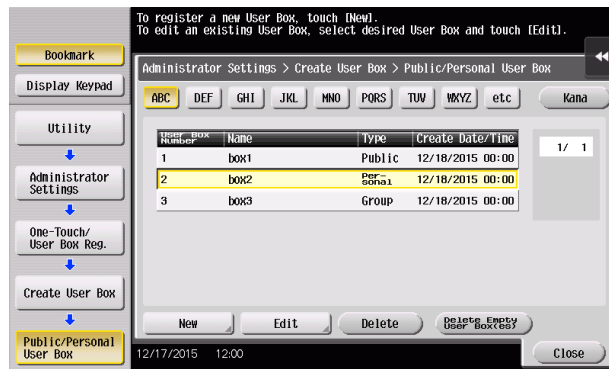 To register a new User Box, touch [New].
To edit an existing User Box, select desired User Box and touch [Edit].
Bookmark
Display Keypad
Utility
Administrator
Settings
One-Touch/
User Box Reg.
Create User Box
Public/Personal
User Box
Administrator Settings > Create User Box > Public/Personal User Box
ABC DEF GHI JKL MNO PQRS TUV WXYZ etc Kana
User Box
Number Name Type Create Date/Time
1 box1 Public 12/18/2015 00:00
2 box2 Per-
sonal 12/18/2015 00:00
3 box3 Group 12/18/2015 00:00
1/ 1
New Edit Delete Delete Empty
User Box(es)
12/17/2015 12:00 Close